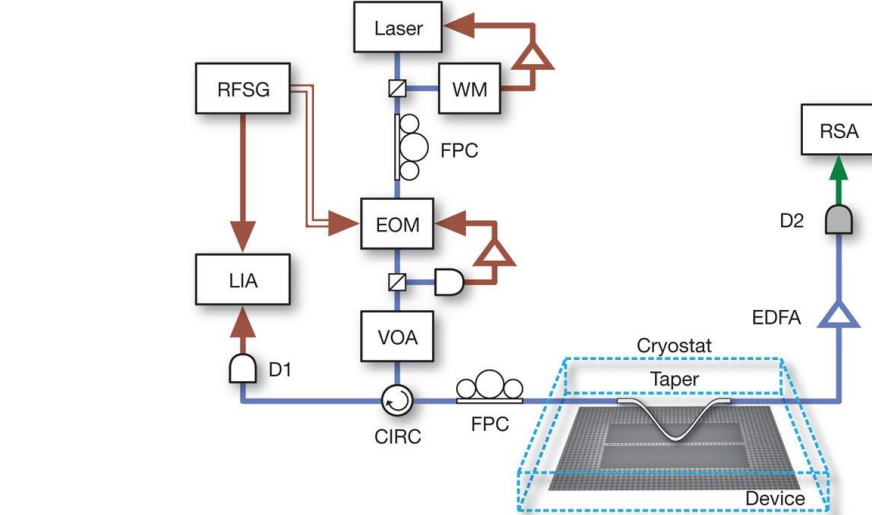 Laser
RFSG
WM
RSA
FPC
EOM
D2
LIA
VOA
EDFA
Cryostat
D1
Taper
CIRC
FPC
Device